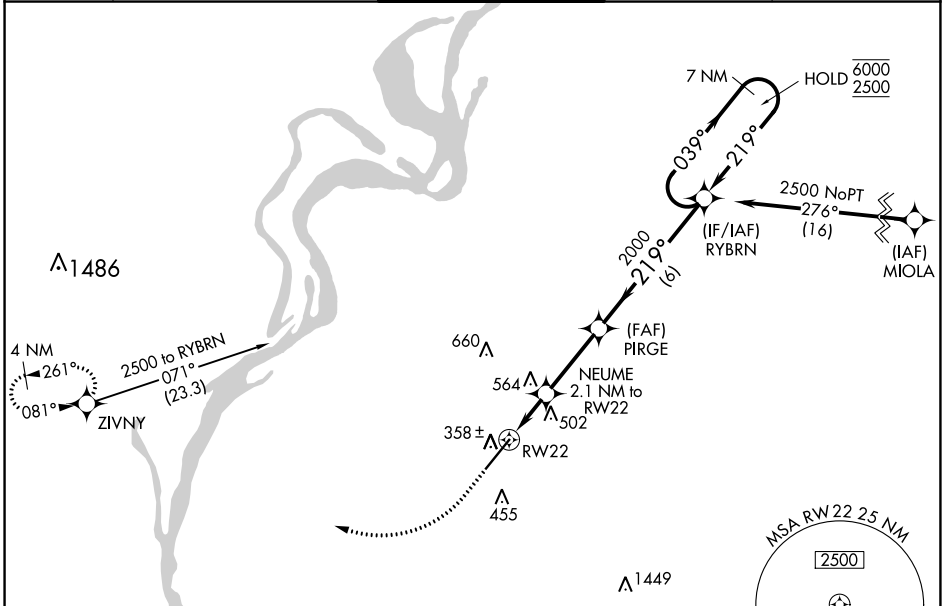 7 NM
HOLD 6000
2500
039°
219°
2500 NoPT
276°
(16)
(IF/IAF)
RYBRN
(IAF)
MIOLA
2000
219°
(6)
1486
(FAF)
PIRGE
4 NM
261°
081°
ZIVNY
2500 to RYBRN
071°
(23.3)
660
564
NEUME
2.1 NM to
RW22
502
358±
RW22
455
MSA RW22 25 NM
2500
1449